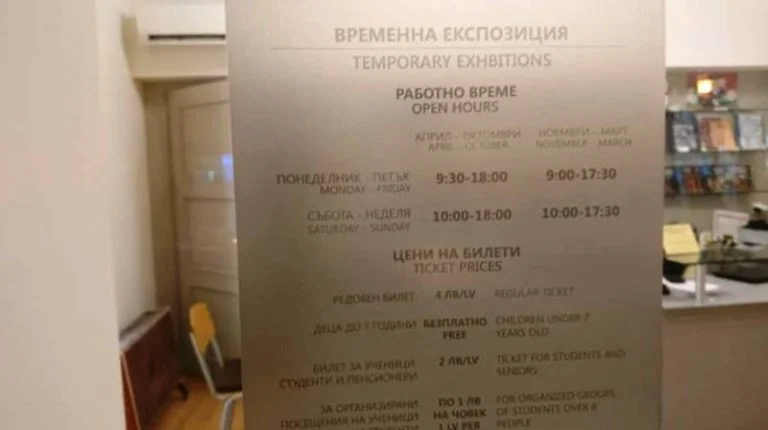 ВРЕМЕННА ЕКСПОЗИЦИЯ
TEMPORARY EXHBITIONS
РАБОТНО ВРЕМЕ
OPEN HOURS
АПРИЛ - ОКТОМВРИ НОЕМВРИ - МАРТ
APRIL - OCTOBER NOVEMBER - MARCH
ПОНЕДЕЛНИК - ПЕТЪК 9:30-18:00 9:00-17:30
MONDAY - FRIDAY
СЪБОТА - НЕДЕЛЯ 10:00-18:00 10:00-17:30
SATURDAY - SUNDAY
ЦЕНИ НА БИЛЕТИ
TICKET PRICES
РЕДОВЕН БИЛЕТ 4 ЛВ/LV REGULAR TICKET
ДЕЦА ДО 7 ГОДИНИ БЕЗПЛАТНО CHILDREN UNDER 7
FREE YEARS OLD
БИЛЕТ ЗА УЧЕНИЦИ 2 ЛВ/LV TICKET FOR STUDENTS AND
СТУДЕНТИ И ПЕНСИОНЕРИ SENIORS
ЗА ОРГАНИЗИРАНИ ПО 1 ЛВ FOR ORGANIZED GROUPS
ПОСЕЩЕНИЯ НА УЧЕНИЦИ НА ЧОВЕК OF STUDENTS OVER
1 LV PER PEOPLE